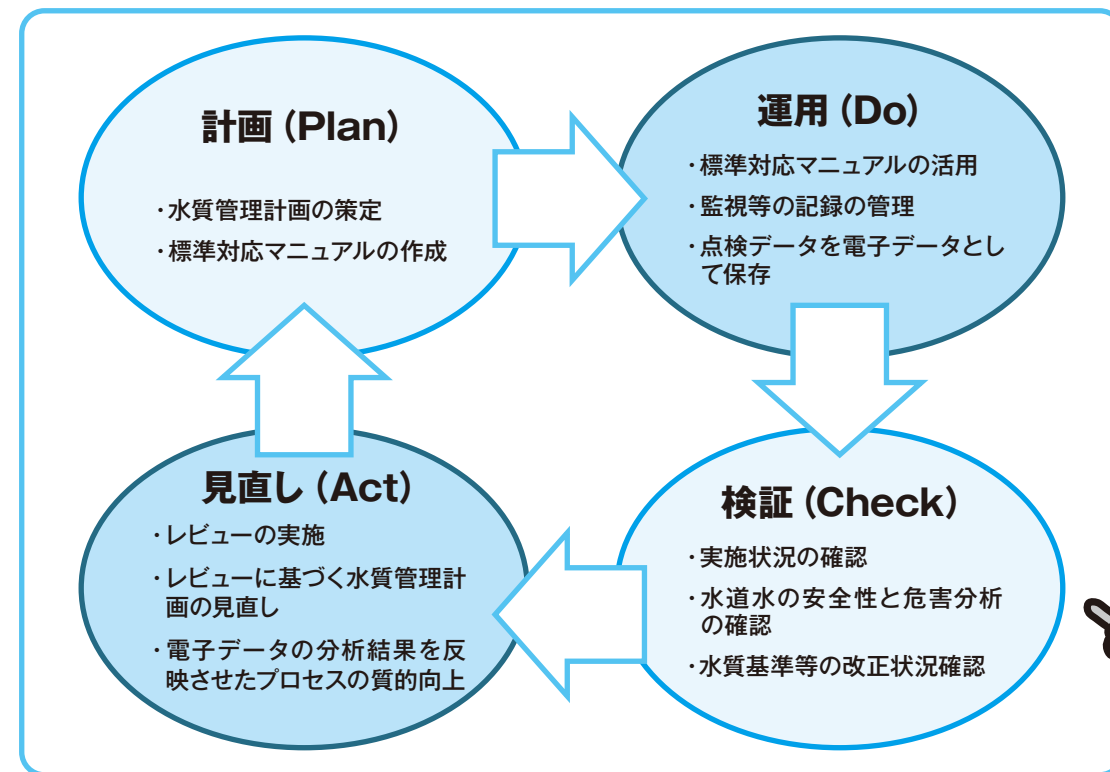 計画（Plan）
・水質管理計画の策定
・標準対応マニュアルの作成
運用（Do）
・標準対応マニュアルの活用
・監視等の記録の管理
・点検データを電子データとし
て保存
検証（Check）
・実施状況の確認
・水道水の安全性と危害分析
の確認
・水質基準等の改正状況確認
見直し（Act）
・レビューの実施
・レビューに基づく水質管理計
画の見直し
・電子データの分析結果を反
映させたプロセスの質的向上